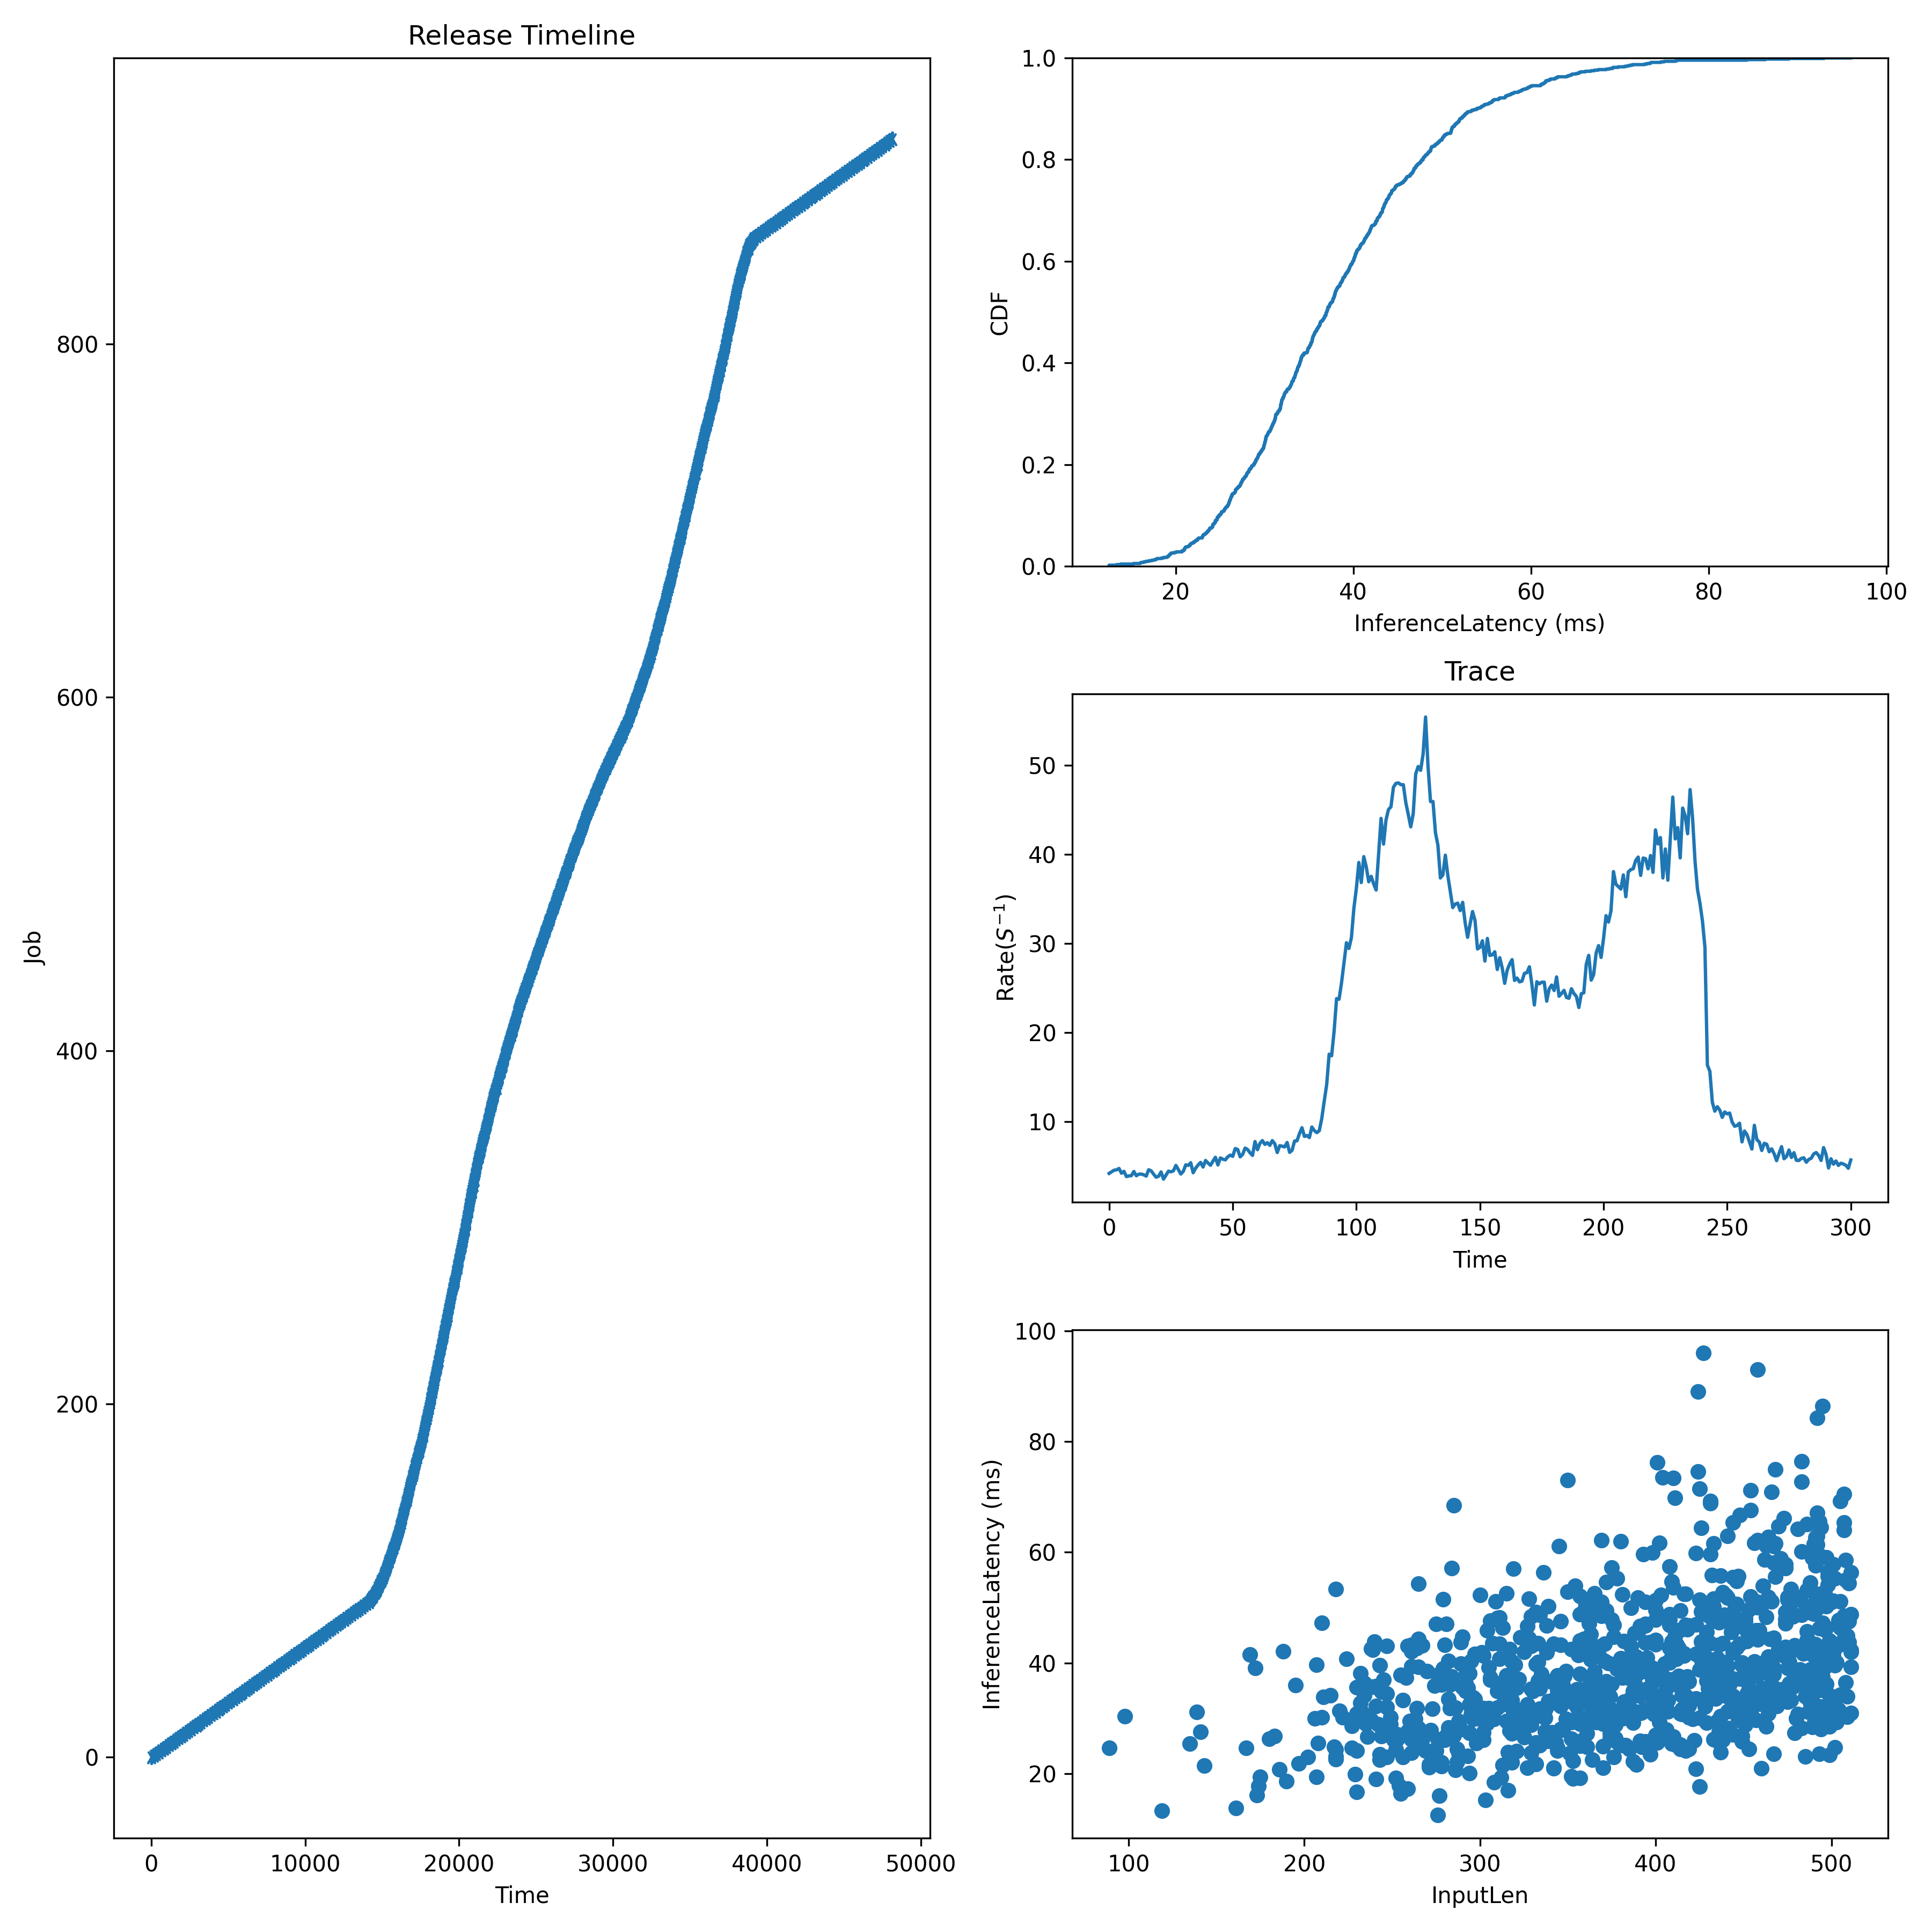 Release Timeline
800
600
400
200
0
Job
0 10000 20000 30000 40000 50000
Time
1.0
0.8
0.6
0.4
0.2
0.0
CDF
20 40 60 80 100
InferenceLatency (ms)
Trace
50
40
30
20
10
Rate(S⁻¹)
0 50 100 150 200 250 300
Time
100
80
60
40
20
InferenceLatency (ms)
100 200 300 400 500
InputLen